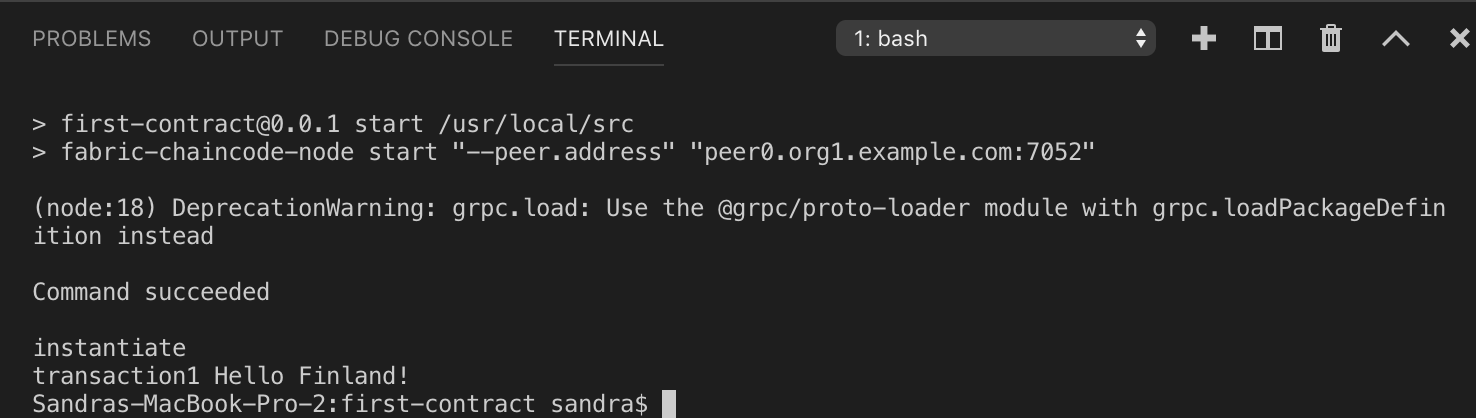 PROBLEMS OUTPUT DEBUG CONSOLE TERMINAL 1: bash
> first-contract@0.0.1 start /usr/local/src
> fabric-chaincode-node start "--peer.address" "peer0.org1.example.com:7052"
(node:18) DeprecationWarning: grpc.load: Use the @grpc/proto-loader module with grpc.loadPackageDefin
ition instead
Command succeeded
instantiate
transaction1 Hello Finland!
Sandras-MacBook-Pro-2:first-contract sandra$